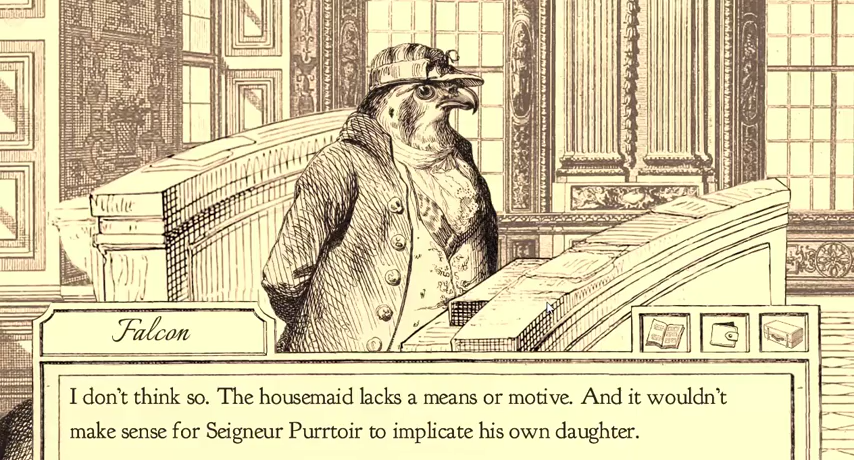 Falcon
I don't think so. The housemaid lacks a means or motive. And it wouldn't
make sense for Seigneur Purrtoir to implicate his own daughter.